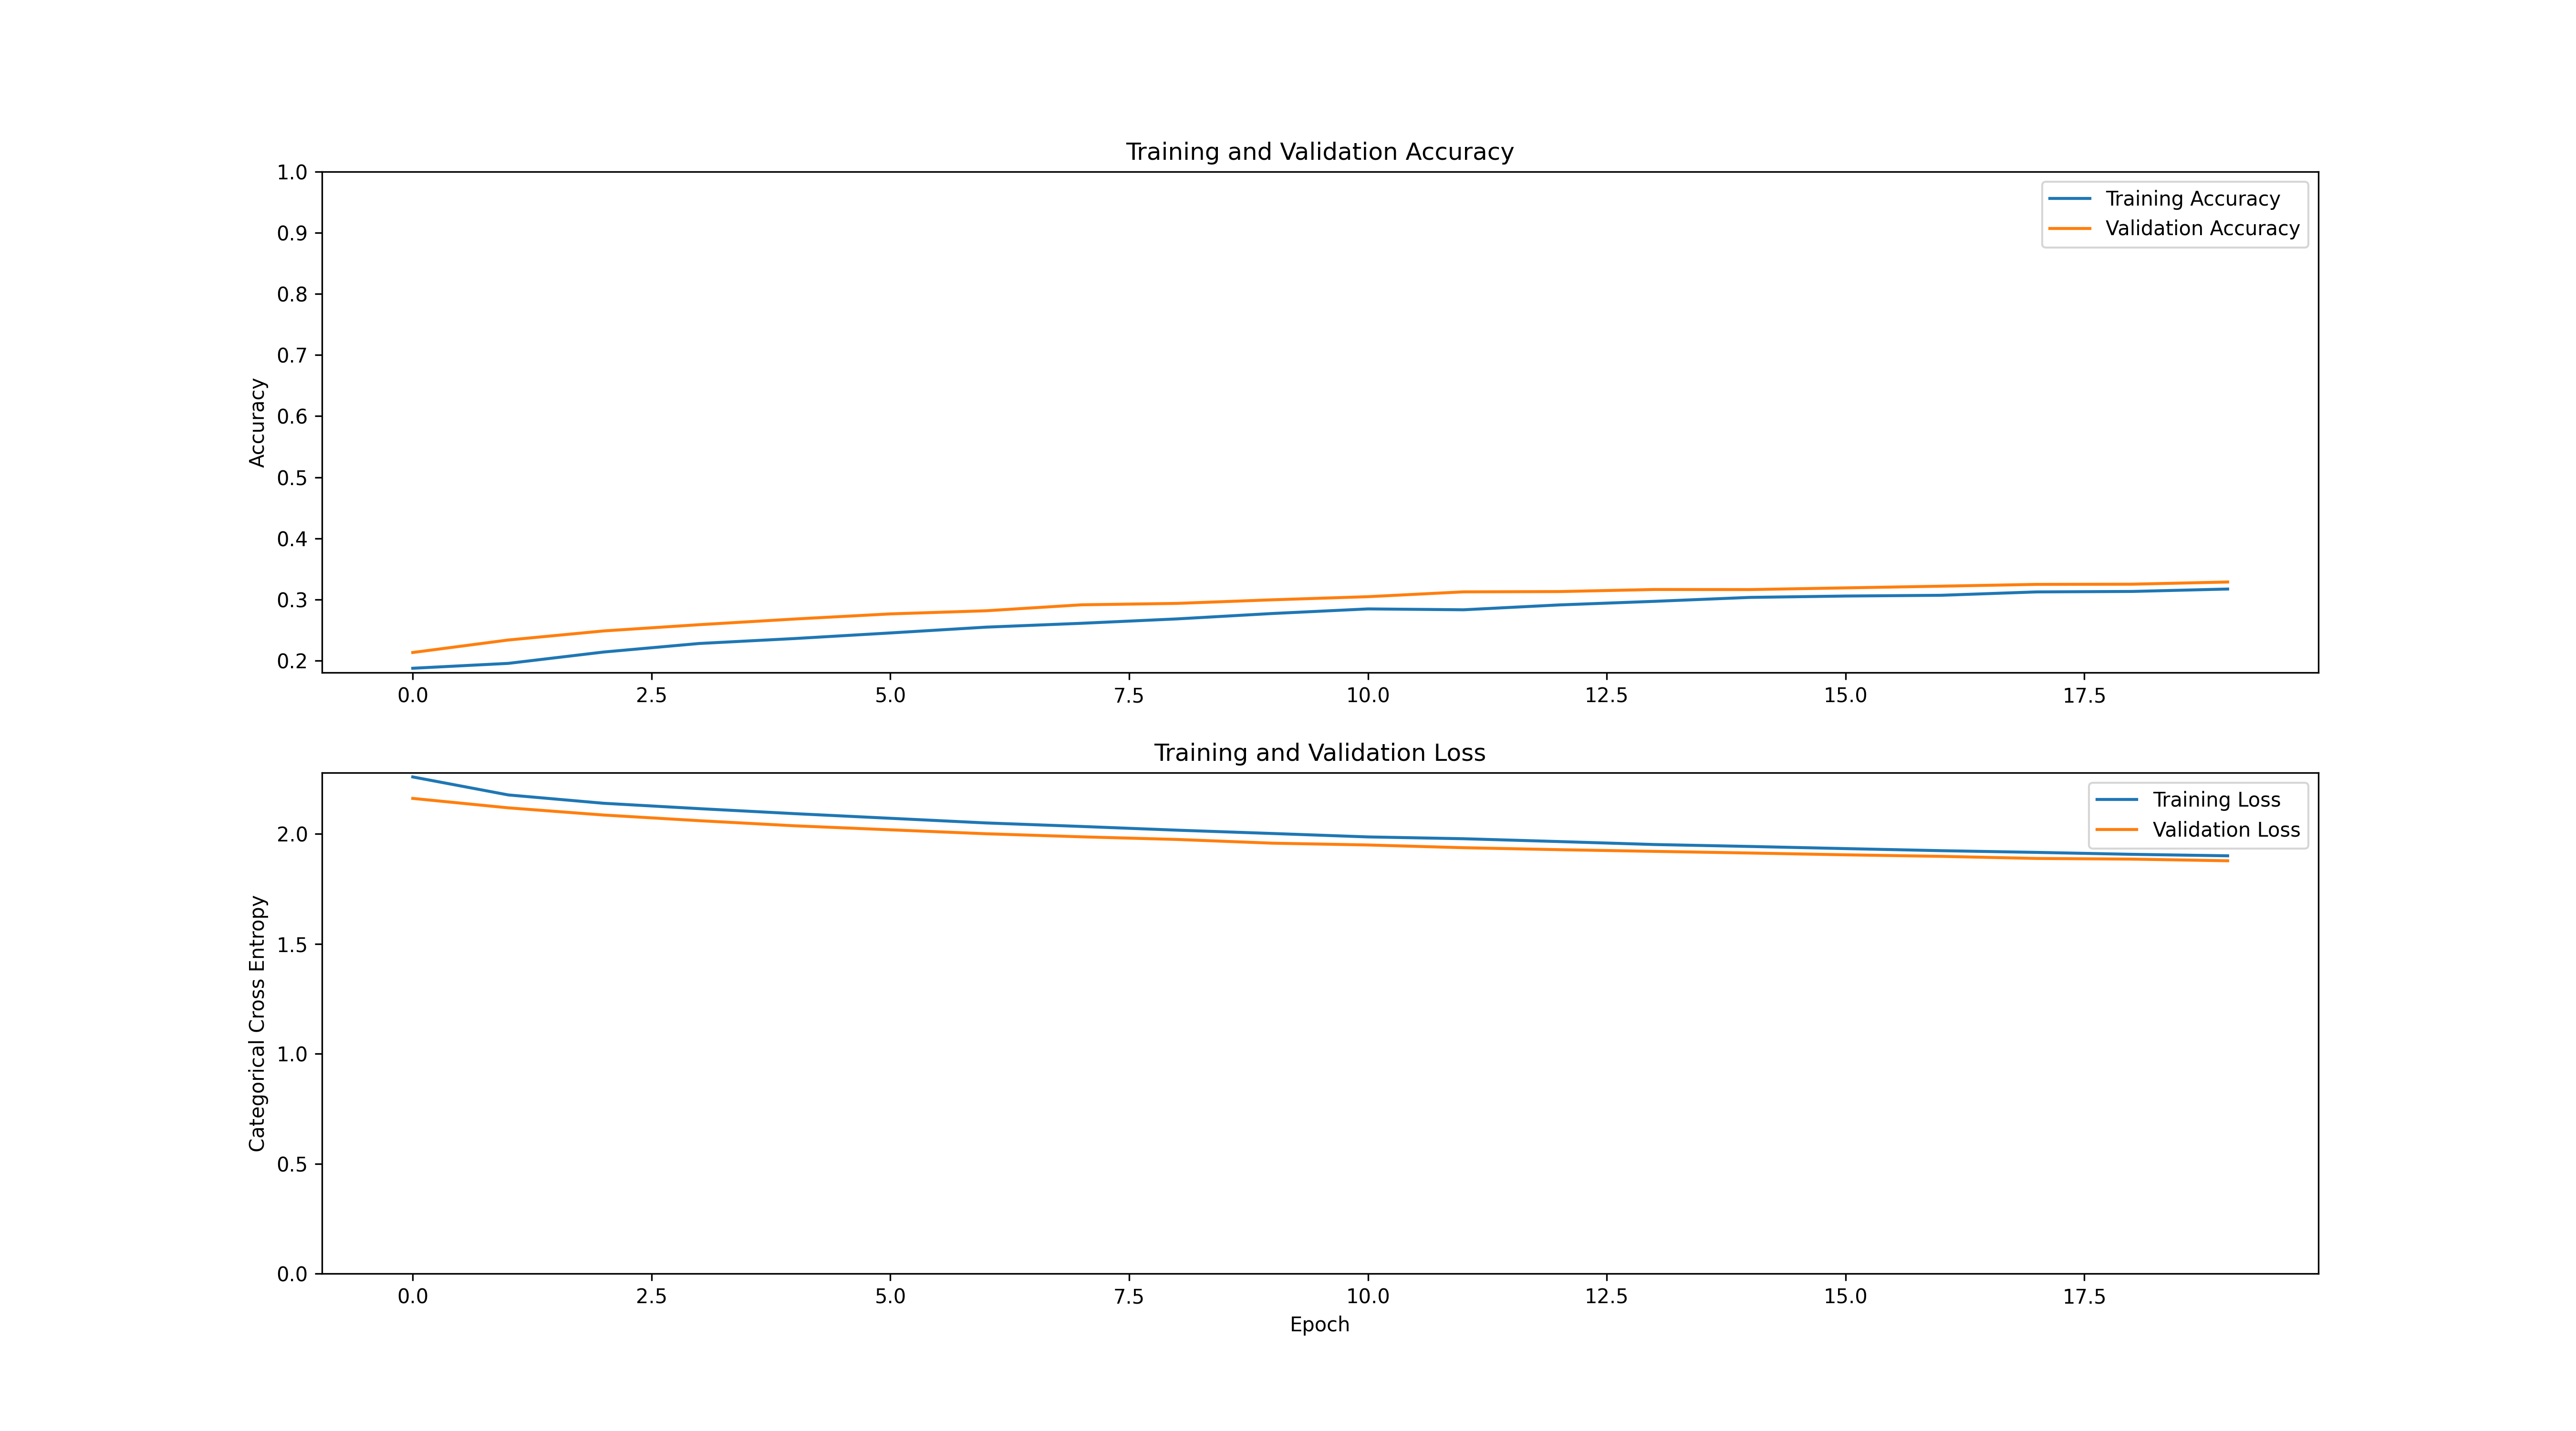 Training and Validation Accuracy
1.0
0.9
0.8
0.7
0.6
0.5
0.4
0.3
0.2
Accuracy
Training Accuracy
Validation Accuracy
0.0 2.5 5.0 7.5 10.0 12.5 15.0 17.5
Training and Validation Loss
2.0
1.5
1.0
0.5
0.0
Categorical Cross Entropy
Training Loss
Validation Loss
0.0 2.5 5.0 7.5 10.0 12.5 15.0 17.5
Epoch